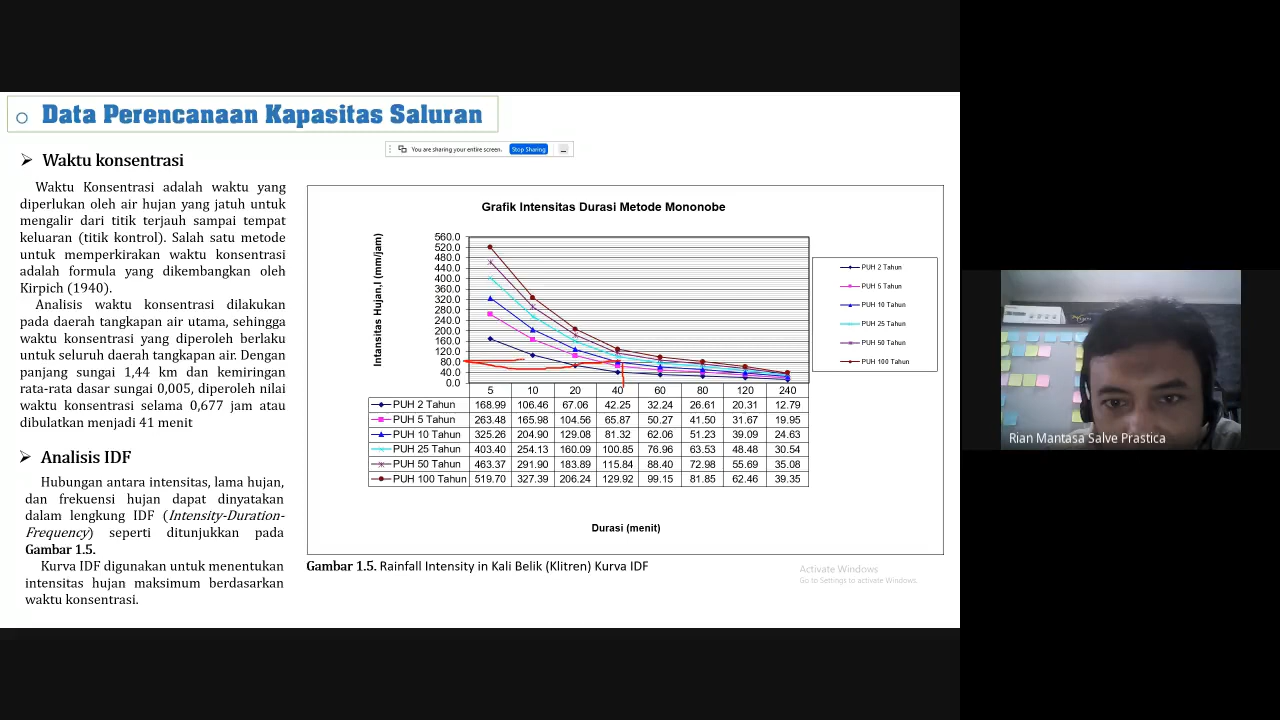 Data Perencanaan Kapasitas Saluran
You are sharing your entire screen. Stop Sharing
Waktu konsentrasi
Waktu Konsentrasi adalah waktu yang
diperlukan oleh air hujan yang jatuh untuk
mengalir dari titik terjauh sampai tempat
keluaran (titik kontrol). Salah satu metode
untuk memperkirakan waktu konsentrasi
adalah formula yang dikembangkan oleh
Kirpich (1940).
Analisis waktu konsentrasi dilakukan
pada daerah tangkapan air utama, sehingga
waktu konsentrasi yang diperoleh berlaku
untuk seluruh daerah tangkapan air. Dengan
panjang sungai 1,44 km dan kemiringan
rata-rata dasar sungai 0,005, diperoleh nilai
waktu konsentrasi selama 0,677 jam atau
dibulatkan menjadi 41 menit
Analisis IDF
Hubungan antara intensitas, lama hujan,
dan frekuensi hujan dapat dinyatakan
dalam lengkung IDF (Intensity-Duration-
Frequency) seperti ditunjukkan pada
Gambar 1.5.
Kurva IDF digunakan untuk menentukan
intensitas hujan maksimum berdasarkan
waktu konsentrasi.
Grafik Intensitas Durasi Metode Mononobe
Intansitas Hujan,I (mm/jam)
560.0
520.0
480.0
440.0
400.0
360.0
320.0
280.0
240.0
200.0
160.0
120.0
80.0
40.0
0.0
5 10 20 40 60 80 120 240
PUH 2 Tahun 168.99 106.46 67.06 42.25 32.24 26.61 20.31 12.79
PUH 5 Tahun 263.48 165.98 104.56 65.87 50.27 41.50 31.67 19.95
PUH 10 Tahun 325.26 204.90 129.08 81.32 62.06 51.23 39.09 24.63
PUH 25 Tahun 403.40 254.13 160.09 100.85 76.96 63.53 48.48 30.54
PUH 50 Tahun 463.37 291.90 183.89 115.84 88.40 72.98 55.69 35.08
PUH 100 Tahun 519.70 327.39 206.24 129.92 99.15 81.85 62.46 39.35
Durasi (menit)
PUH 2 Tahun
PUH 5 Tahun
PUH 10 Tahun
PUH 25 Tahun
PUH 50 Tahun
PUH 100 Tahun
Gambar 1.5. Rainfall Intensity in Kali Belik (Klitren) Kurva IDF
Activate Windows
Go to Settings to activate Windows.
Rian Mantasa Salve Prastica